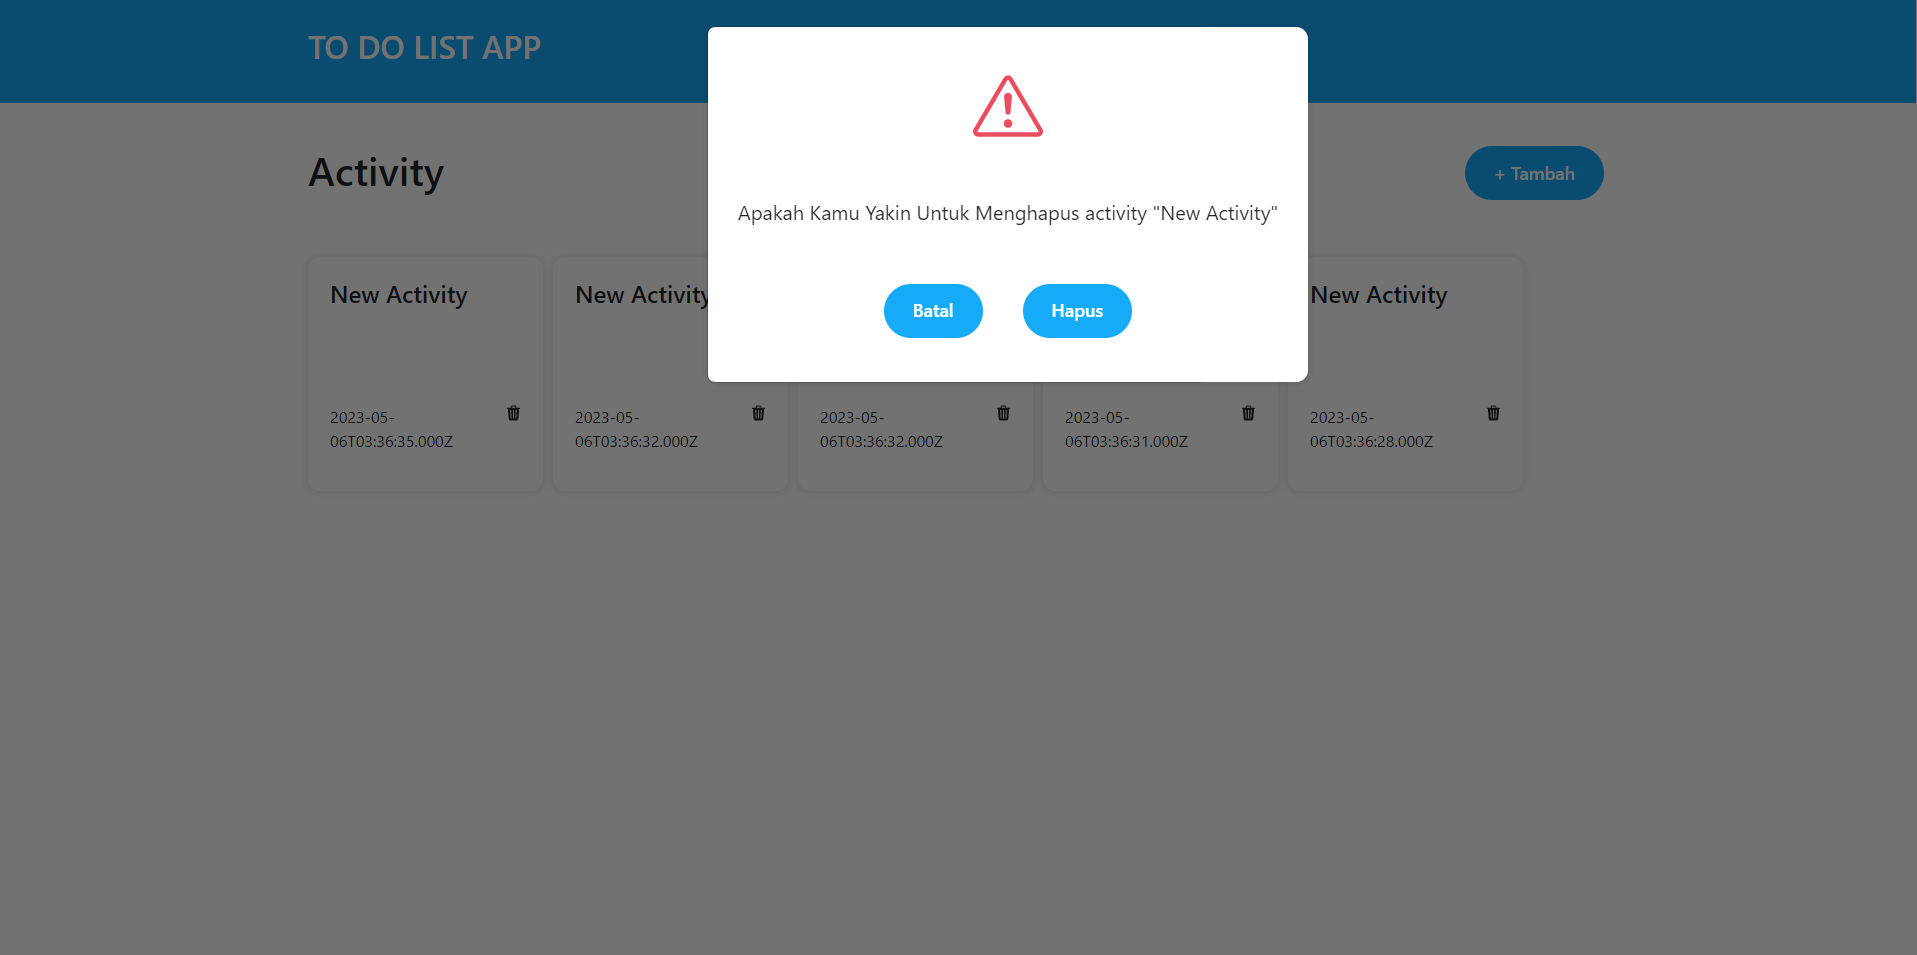 TO DO LIST APP
Activity
+ Tambah
Apakah Kamu Yakin Untuk Menghapus activity "New Activity"
Batal
Hapus
New Activity
2023-05-
06T03:36:35.000Z
New Activity
2023-05-
06T03:36:32.000Z
2023-05-
06T03:36:32.000Z
2023-05-
06T03:36:31.000Z
New Activity
2023-05-
06T03:36:28.000Z